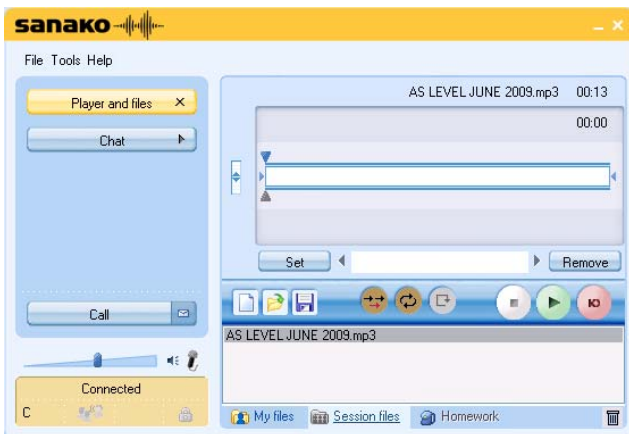 sanako
File Tools Help
Player and files
Chat
Call
Connected
C
AS LEVEL JUNE 2009.mp3 00:13
00:00
Set
Remove
AS LEVEL JUNE 2009.mp3
My files Session files Homework